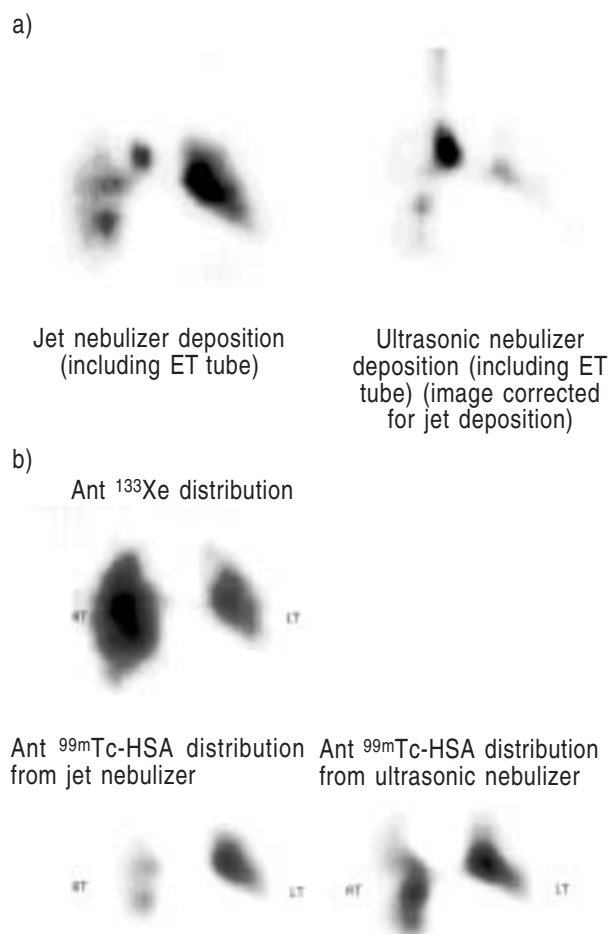 a)
Jet nebulizer deposition
(including ET tube)
Ultrasonic nebulizer
deposition (including ET
tube) (image corrected
for jet deposition)
b)
Ant ¹³³Xe distribution
RT
LT
Ant ⁹⁹ᵐTc-HSA distribution
from jet nebulizer
Ant ⁹⁹ᵐTc-HSA distribution
from ultrasonic nebulizer
RT
LT
RT
LT